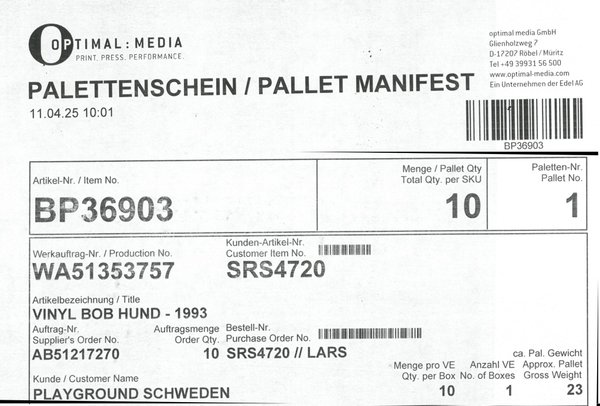 OPTIMAL : MEDIA
PRINT. PRESS. PERFORMANCE.
optimal media GmbH
Glienholzweg 7
D-17207 Röbel / Müritz
Tel +49 39931 56 500
www.optimal-media.com
Ein Unternehmen der Edel AG
PALETTENSCHEIN / PALLET MANIFEST
11.04.25 10:01
BP36903
Artikel-Nr. / Item No.
BP36903
Menge / Pallet Qty
Total Qty. per SKU
10
Paletten-Nr.
Pallet No.
1
Werkauftrag-Nr. / Production No.
WA51353757
Kunden-Artikel-Nr.
Customer Item No.
SRS4720
Artikelbezeichnung / Title
VINYL BOB HUND - 1993
Auftrag-Nr.
Supplier's Order No.
AB51217270
Auftragsmenge
Order Qty.
10
Bestell-Nr.
Purchase Order No.
SRS4720 // LARS
Kunde / Customer Name
PLAYGROUND SCHWEDEN
Menge pro VE
Qty. per Box
10
Anzahl VE
No. of Boxes
1
ca. Pal. Gewicht
Approx. Pallet
Gross Weight
23